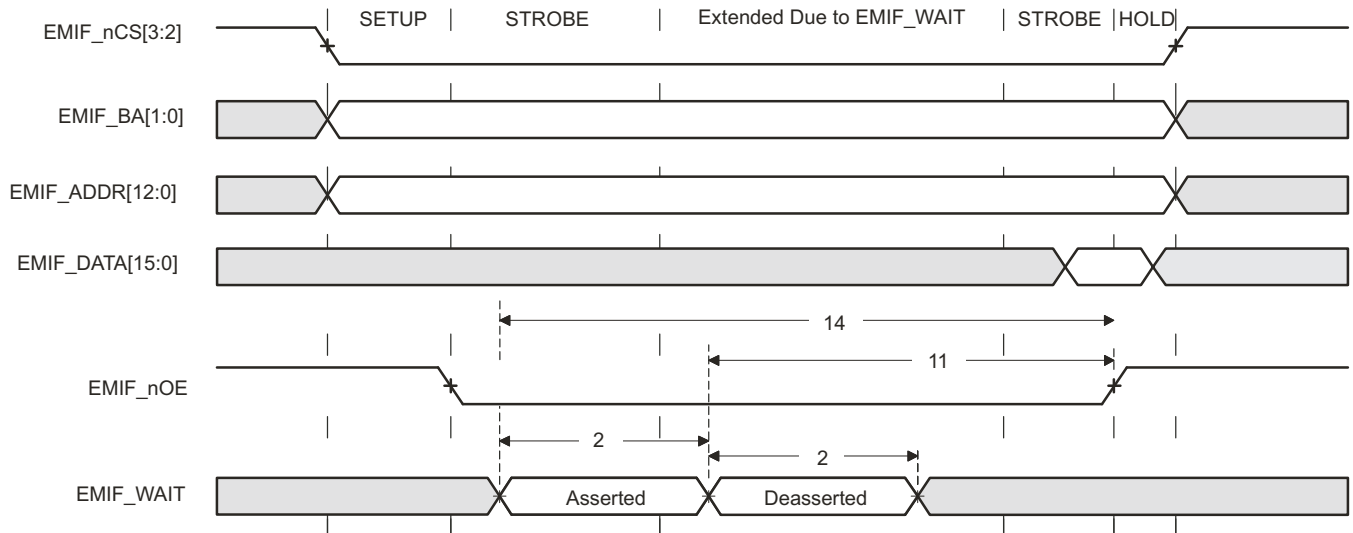 SETUP | STROBE | Extended Due to EMIF_WAIT | STROBE | HOLD
EMIF_nCS[3:2]
EMIF_BA[1:0]
EMIF_ADDR[12:0]
EMIF_DATA[15:0]
14
11
EMIF_nOE
2
2
EMIF_WAIT Asserted Deasserted